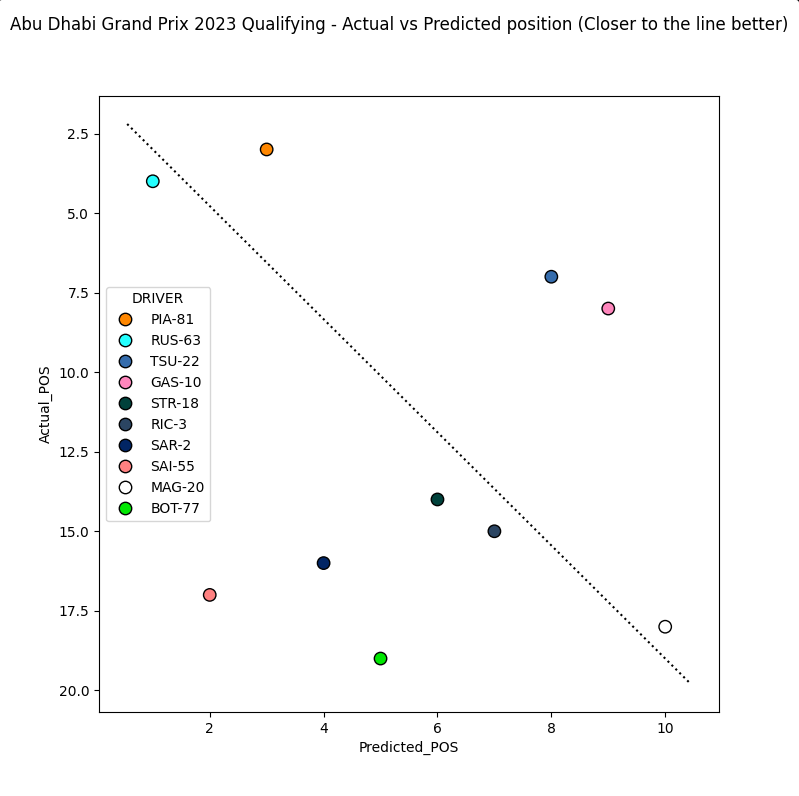 Abu Dhabi Grand Prix 2023 Qualifying - Actual vs Predicted position (Closer to the line better)
2.5
5.0
7.5
10.0
12.5
15.0
17.5
20.0
Actual_POS
DRIVER
PIA-81
RUS-63
TSU-22
GAS-10
STR-18
RIC-3
SAR-2
SAI-55
MAG-20
BOT-77
2 4 6 8 10
Predicted_POS